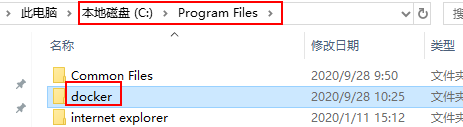 此电脑 > 本地磁盘 (C:) > Program Files >
名称 修改日期 类型
Common Files 2020/9/28 9:50 文件夹
docker 2020/9/28 10:25 文件夹
internet explorer 2020/1/11 15:12 文件夹